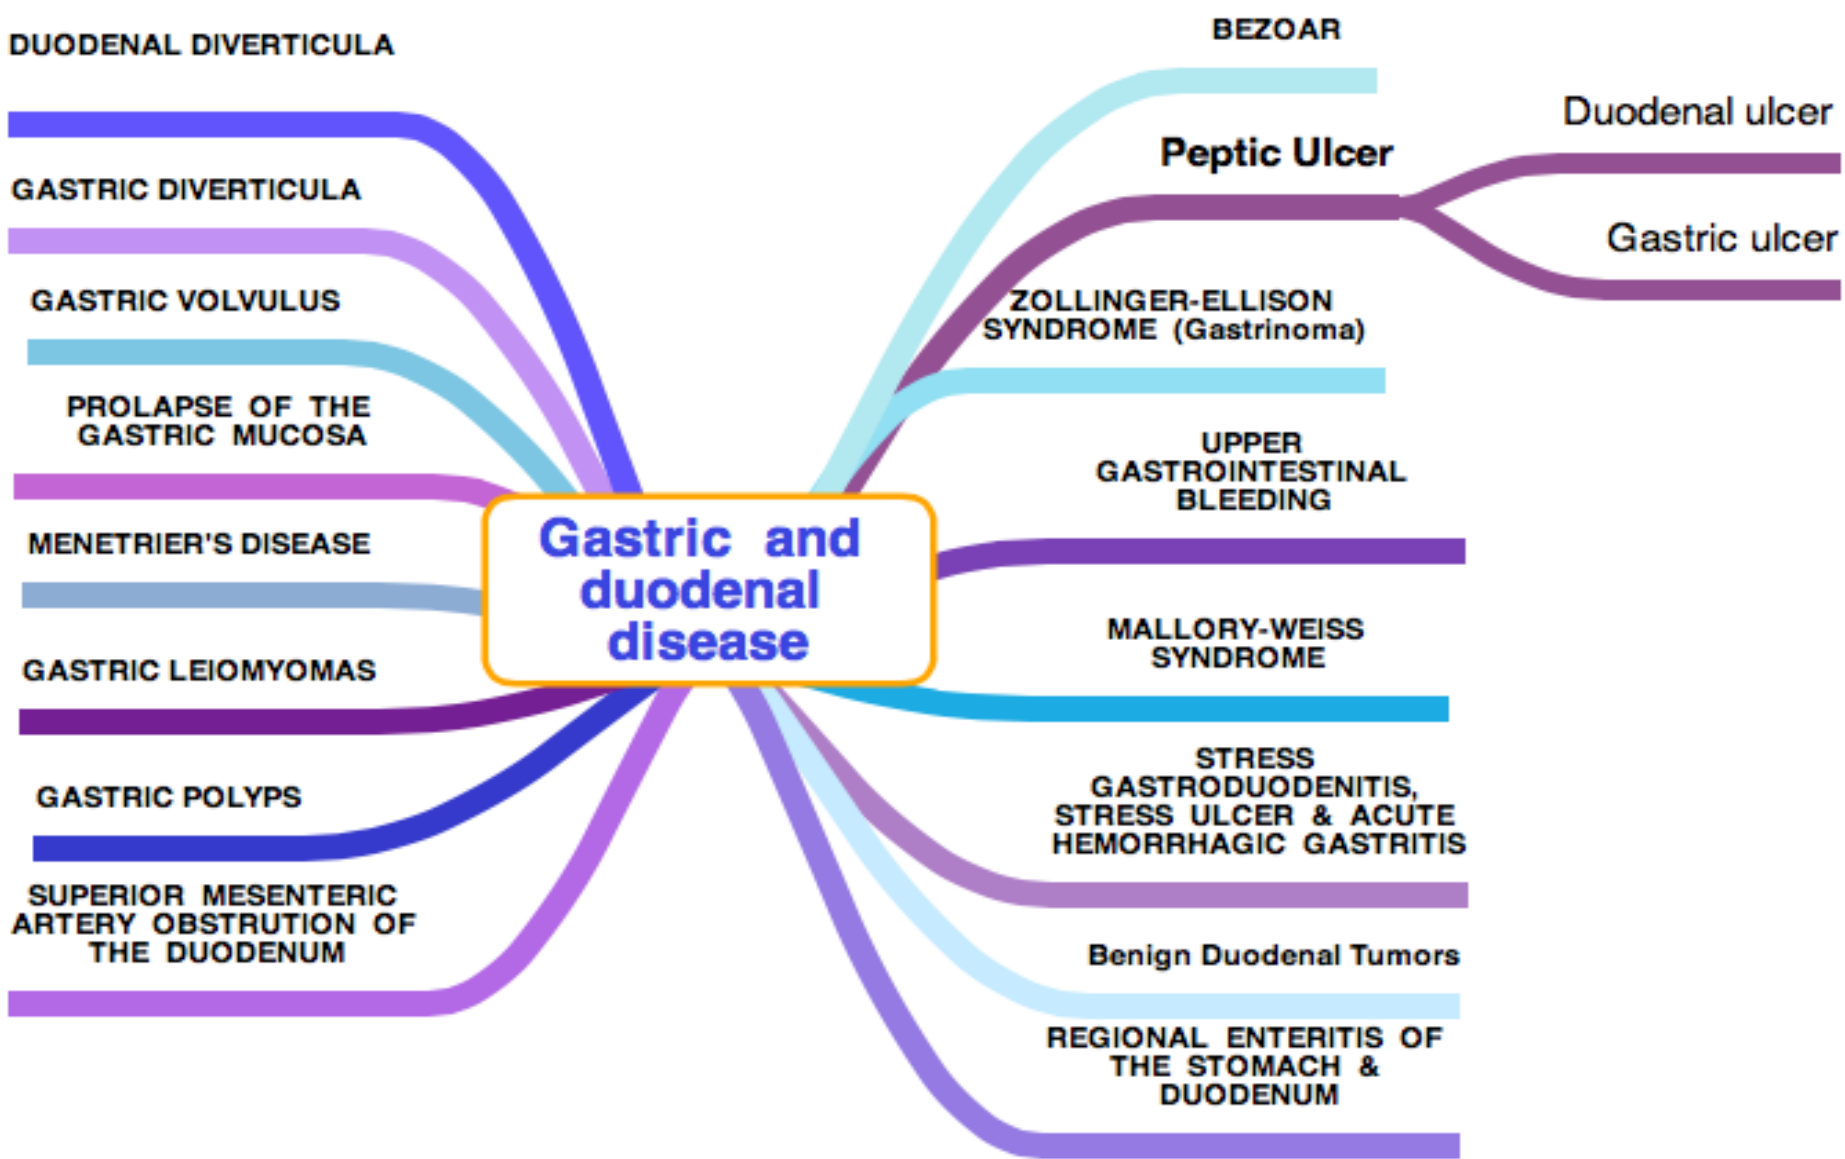 DUODENAL DIVERTICULA
GASTRIC DIVERTICULA
GASTRIC VOLVULUS
PROLAPSE OF THE
GASTRIC MUCOSA
MENETRIER'S DISEASE
GASTRIC LEIOMYOMAS
GASTRIC POLYPS
SUPERIOR MESENTERIC
ARTERY OBSTRUTION OF
THE DUODENUM
Gastric and
duodenal
disease
BEZOAR
Peptic Ulcer
Duodenal ulcer
Gastric ulcer
ZOLLINGER-ELLISON
SYNDROME (Gastrinoma)
UPPER
GASTROINTESTINAL
BLEEDING
MALLORY-WEISS
SYNDROME
STRESS
GASTRODUODENITIS,
STRESS ULCER & ACUTE
HEMORRHAGIC GASTRITIS
Benign Duodenal Tumors
REGIONAL ENTERITIS OF
THE STOMACH &
DUODENUM